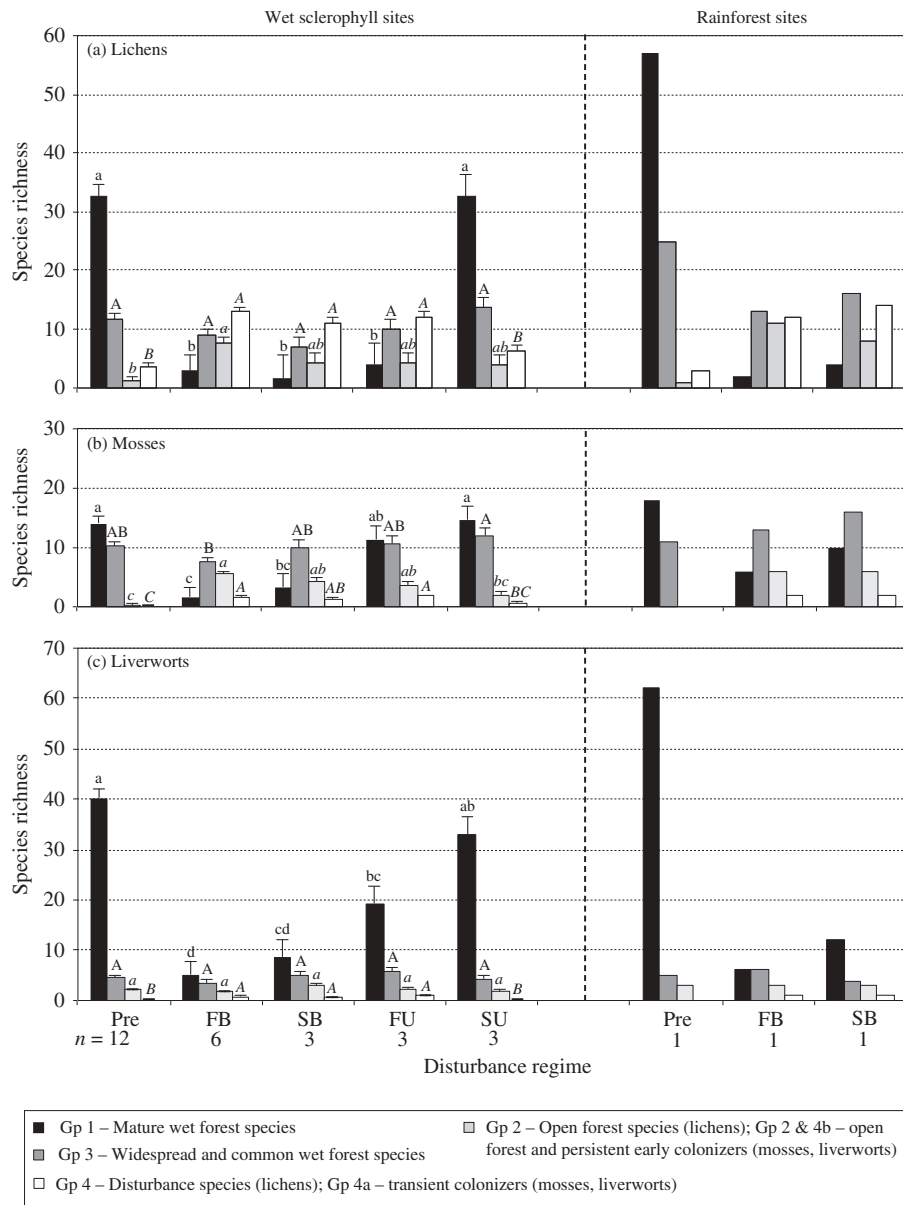 Wet sclerophyll sites
Rainforest sites
60
50
40
30
20
10
0
Species richness
(a) Lichens
a
A
b
B
b
A
a
A
b
A
ab
A
b
A
ab
A
a
A
ab
B
30
20
10
0
Species richness
(b) Mosses
a
AB
c
C
c
B
a
A
bc
AB
ab
AB
ab
AB
ab
A
a
A
bc
BC
70
60
50
40
30
20
10
0
Species richness
(c) Liverworts
a
A
a
B
d
A
a
A
cd
A
a
A
bc
A
a
A
ab
A
a
B
Pre FB SB FU SU Pre FB SB
n = 12 6 3 3 3 1 1 1
Disturbance regime
Gp 1 – Mature wet forest species
Gp 3 – Widespread and common wet forest species
Gp 4 – Disturbance species (lichens); Gp 4a – transient colonizers (mosses, liverworts)
Gp 2 – Open forest species (lichens); Gp 2 & 4b – open
forest and persistent early colonizers (mosses, liverworts)